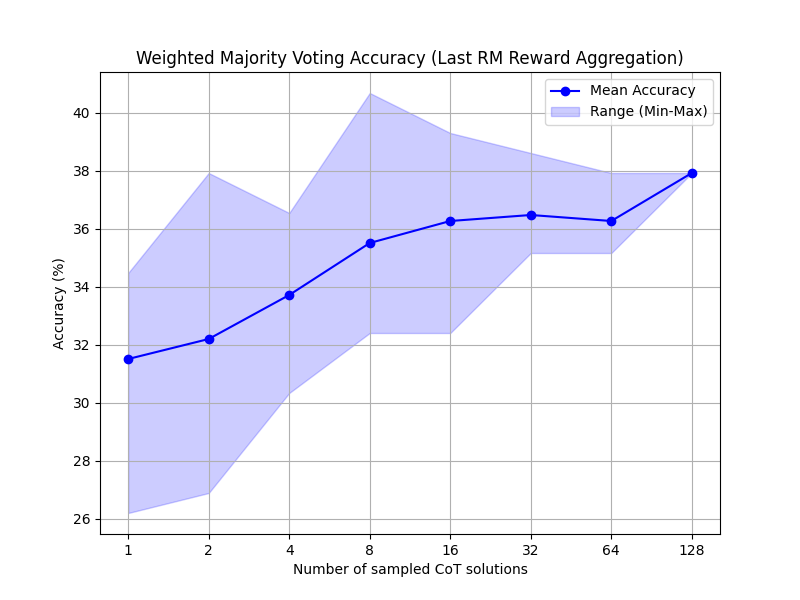 Weighted Majority Voting Accuracy (Last RM Reward Aggregation)
Mean Accuracy
Range (Min-Max)
Accuracy (%)
40
38
36
34
32
30
28
26
1 2 4 8 16 32 64 128
Number of sampled CoT solutions